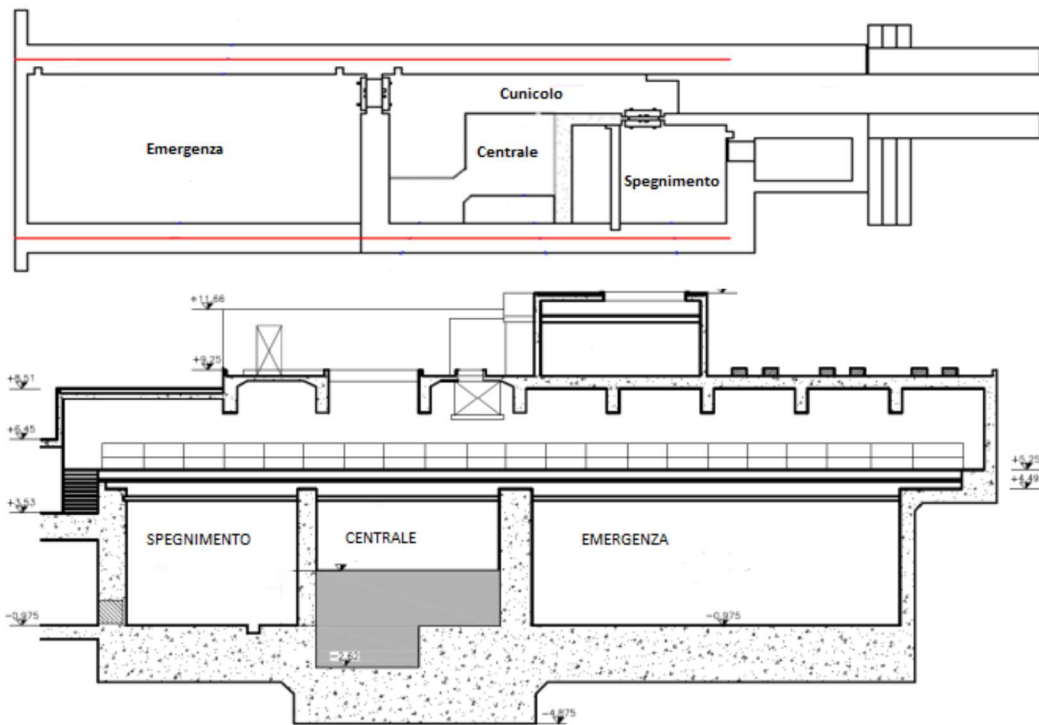 Cunicolo
Emergenza
Centrale
Spegnimento
+11,66
+9,25
+8,51
+6,45
+5,25
+4,49
+3,53
SPEGNIMENTO
CENTRALE
EMERGENZA
-0,975
-0,975
-2,62
-4,875